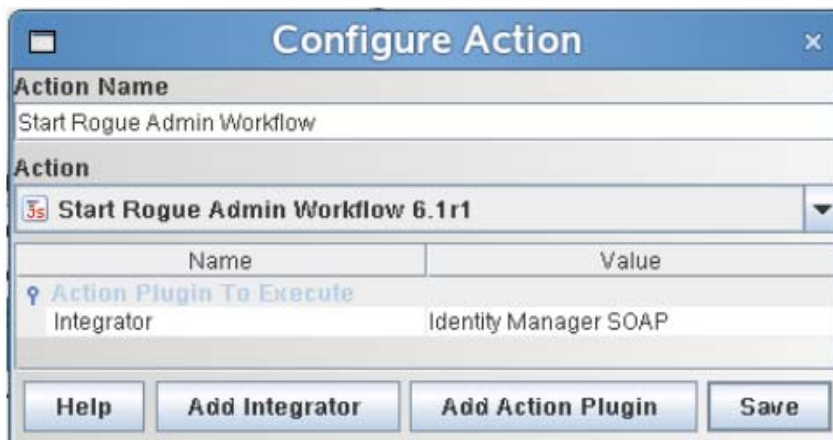 Configure Action
Action Name
Start Rogue Admin Workflow
Action
Js Start Rogue Admin Workflow 6.1r1
Name Value
Action Plugin To Execute
Integrator Identity Manager SOAP
Help Add Integrator Add Action Plugin Save